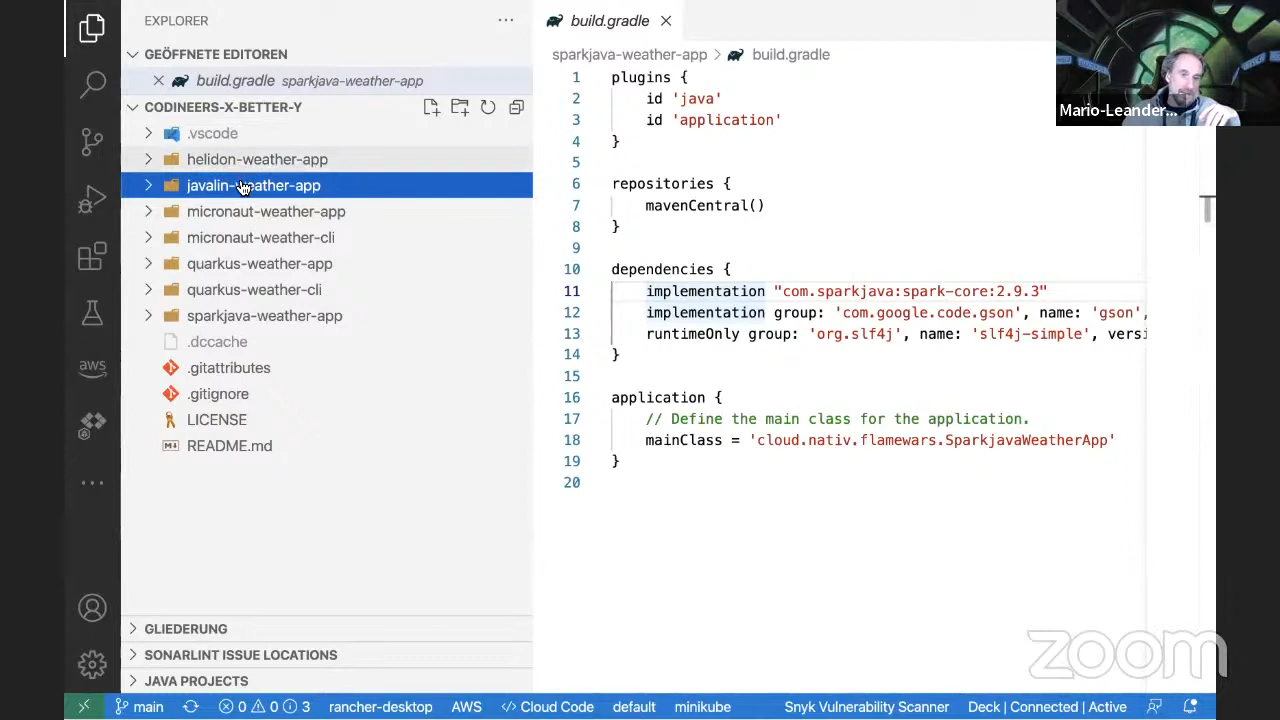 EXPLORER
GEÖFFNETE EDITOREN
build.gradle sparkjava-weather-app
CODINEERS-X-BETTER-Y
.vscode
helidon-weather-app
javalin-weather-app
micronaut-weather-app
micronaut-weather-cli
quarkus-weather-app
quarkus-weather-cli
sparkjava-weather-app
.dccache
.gitattributes
.gitignore
LICENSE
README.md
GLIEDERUNG
SONARLINT ISSUE LOCATIONS
JAVA PROJECTS
aws
build.gradle
sparkjava-weather-app > build.gradle
1 plugins {
2 id 'java'
3 id 'application'
4 }
5
6 repositories {
7 mavenCentral()
8 }
9
10 dependencies {
11 implementation "com.sparkjava:spark-core:2.9.3"
12 implementation group: 'com.google.code.gson', name: 'gson',
13 runtimeOnly group: 'org.slf4j', name: 'slf4j-simple', versi
14 }
15
16 application {
17 // Define the main class for the application.
18 mainClass = 'cloud.nativ.flamewars.SparkjavaWeatherApp'
19 }
20
Mario-Leander...
zoom
main 0 0 3 rancher-desktop AWS </> Cloud Code default minikube Snyk Vulnerability Scanner Deck | Connected | Active